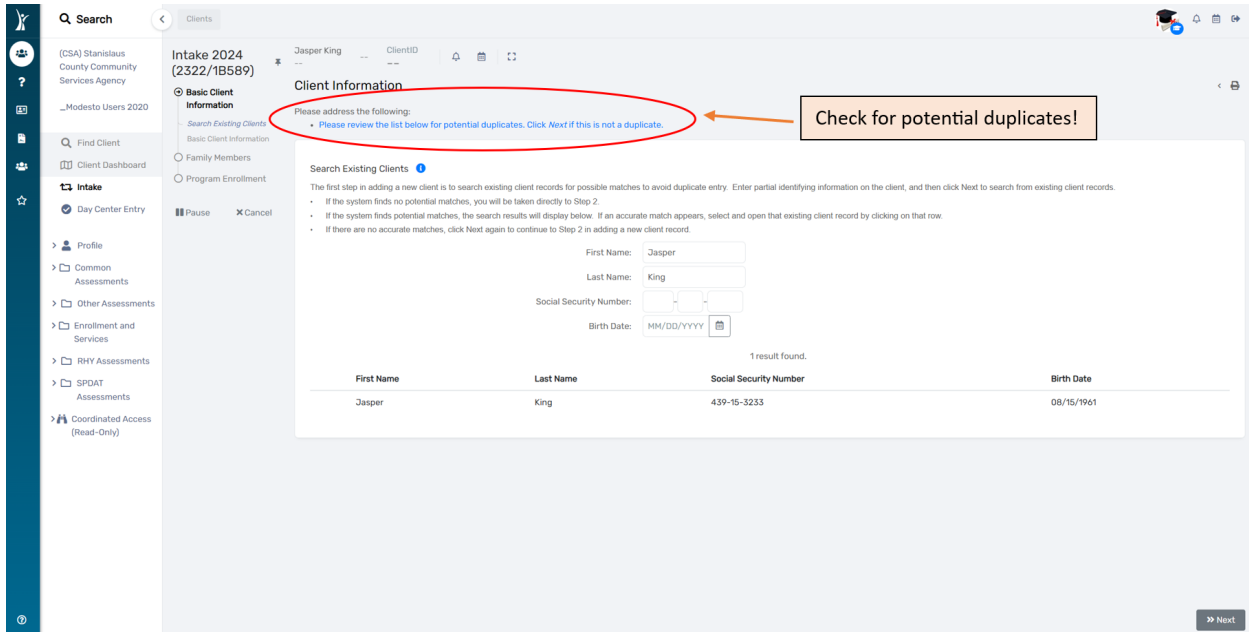 Search
Clients
(CSA) Stanislaus
County Community
Services Agency
_Modesto Users 2020
Find Client
Client Dashboard
Intake
Day Center Entry
Profile
Common
Assessments
Other Assessments
Enrollment and
Services
RHY Assessments
SPDAT
Assessments
Coordinated Access
(Read-Only)
Intake 2024
(2322/1B589)
Basic Client
Information
Search Existing Clients
Basic Client Information
Family Members
Program Enrollment
Pause
Cancel
Jasper King
--
--
ClientID
--
Client Information
Please address the following:
• Please review the list below for potential duplicates. Click Next if this is not a duplicate.
Check for potential duplicates!
Search Existing Clients
The first step in adding a new client is to search existing client records for possible matches to avoid duplicate entry. Enter partial identifying information on the client, and then click Next to search from existing client records.
• If the system finds no potential matches, you will be taken directly to Step 2.
• If the system finds potential matches, the search results will display below. If an accurate match appears, select and open that existing client record by clicking on that row.
• If there are no accurate matches, click Next again to continue to Step 2 in adding a new client record.
First Name: Jasper
Last Name: King
Social Security Number: - -
Birth Date: MM/DD/YYYY
1 result found.
First Name Last Name Social Security Number Birth Date
Jasper King 439-15-3233 08/15/1961
Next